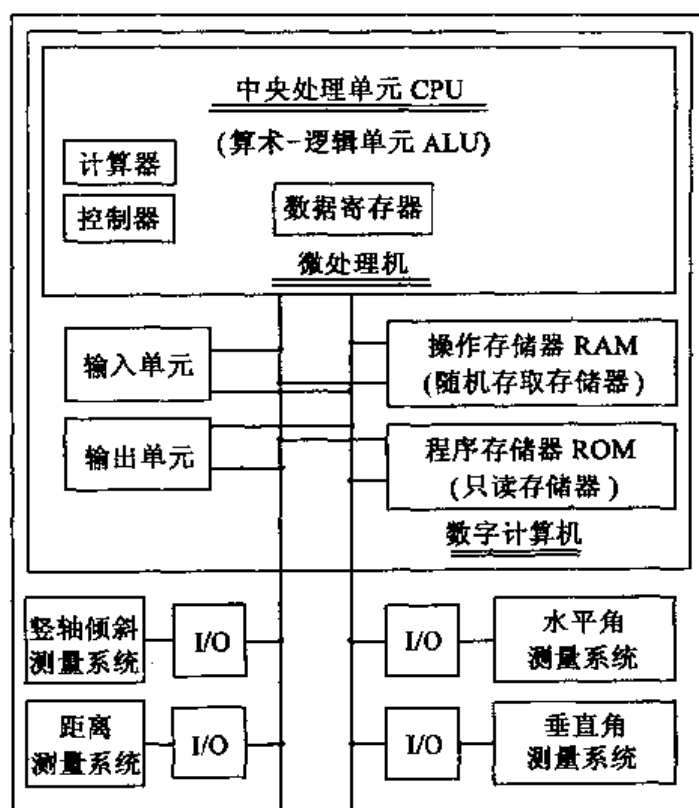 中央处理单元 CPU
(算术-逻辑单元 ALU)
计算器
控制器
数据寄存器
微处理机
输入单元
操作存储器 RAM
(随机存取存储器)
输出单元
程序存储器 ROM
(只读存储器)
数字计算机
竖轴倾斜
测量系统
I/O
I/O
水平角
测量系统
距离
测量系统
I/O
I/O
垂直角
测量系统